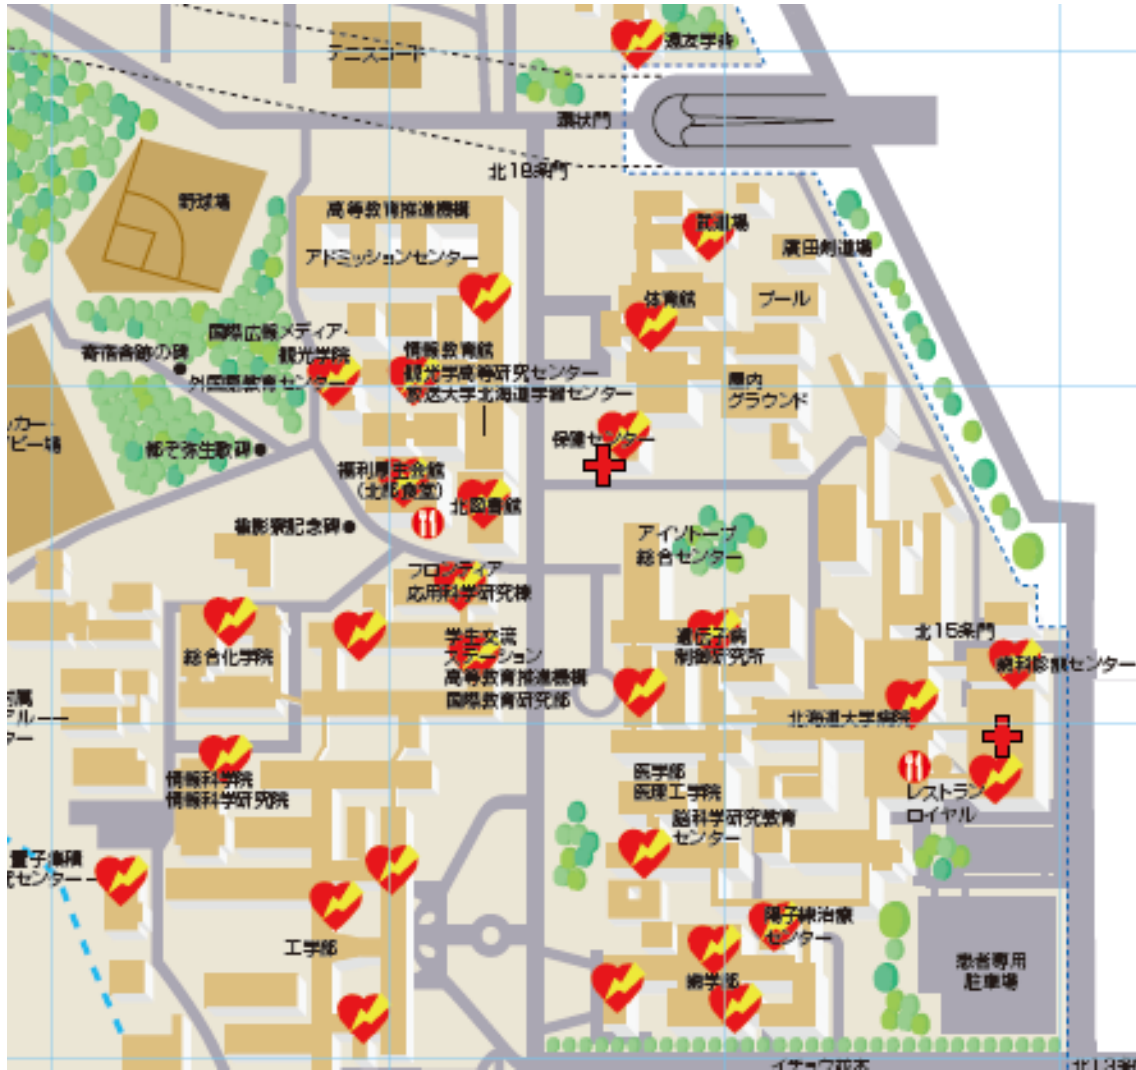 遠友学舎
テニスコート
環状門
北18条門
野球場
高等教育推進機構
アドミッションセンター
武道場
廣田剣道場
体育館
プール
国際広報メディア・
観光学院
外国語教育センター
寄宿舎跡の碑
情報教育館
観光学高等研究センター
放送大学北海道学習センター
屋内
グラウンド
保健センター
都ぞ弥生歌碑
福利厚生会館
(北部食堂)
北図書館
アイソトープ
総合センター
フロンティア
応用科学研究棟
学生交流
ステーション
高等教育推進機構
国際教育研究部
総合化学院
遺伝子病
制御研究所
北15条門
歯科診療センター
北海道大学病院
情報科学院
情報科学研究院
医学部
医理工学院
脳科学研究教育
センター
レストラン
ロイヤル
量子集積
工学部
陽子線治療
センター
歯学部
患者専用
駐車場
イチョウ並木